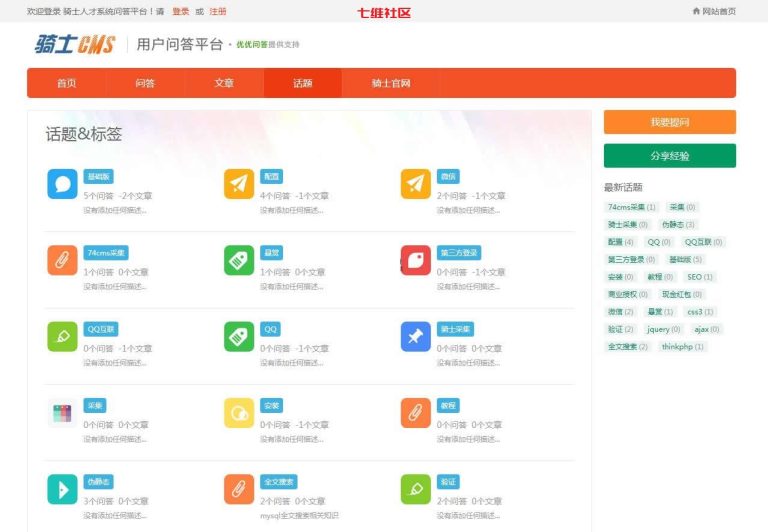 欢迎登录 骑士人才系统问答平台！请 登录 或 注册
七维社区
网站首页
骑士CMS 用户问答平台 · 优优问答提供支持
首页 问答 文章 话题 骑士官网
话题&标签
基础版
5个问答 -2个文章
没有添加任何描述...
配置
4个问答 -1个文章
没有添加任何描述...
微信
2个问答 -1个文章
没有添加任何描述...
74cms采集
1个问答 0个文章
没有添加任何描述...
悬赏
1个问答 0个文章
没有添加任何描述...
第三方登录
0个问答 -1个文章
没有添加任何描述...
QQ互联
0个问答 -1个文章
没有添加任何描述...
QQ
0个问答 -1个文章
没有添加任何描述...
骑士采集
0个问答 0个文章
没有添加任何描述...
采集
0个问答 0个文章
没有添加任何描述...
安装
0个问答 -1个文章
没有添加任何描述...
教程
0个问答 0个文章
没有添加任何描述...
伪静态
3个问答 0个文章
没有添加任何描述...
全文搜索
2个问答 0个文章
mysql全文搜索相关知识
验证
2个问答 0个文章
没有添加任何描述...
我要提问
分享经验
最新话题
74cms采集 (1) 采集 (0)
骑士采集 (0) 伪静态 (3)
配置 (4) QQ (0) QQ互联 (0)
第三方登录 (0) 基础版 (5)
安装 (0) 教程 (0) SEO (1)
商业授权 (0) 现金红包 (0)
微信 (2) 悬赏 (1) css3 (1)
验证 (2) jquery (0) ajax (0)
全文搜索 (2) thinkphp (1)